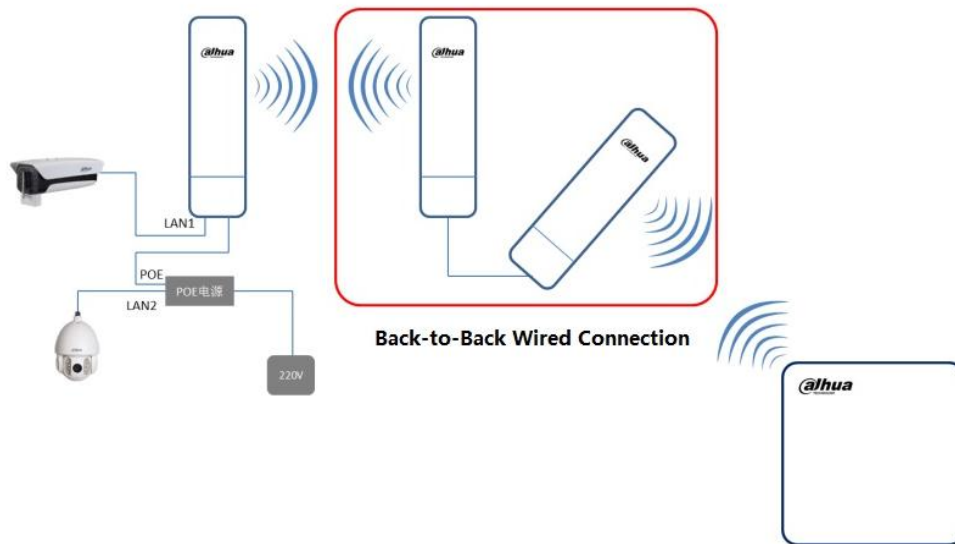 alhua
alhua
alhua
LAN1
POE
POE电源
LAN2
220V
Back-to-Back Wired Connection
alhua